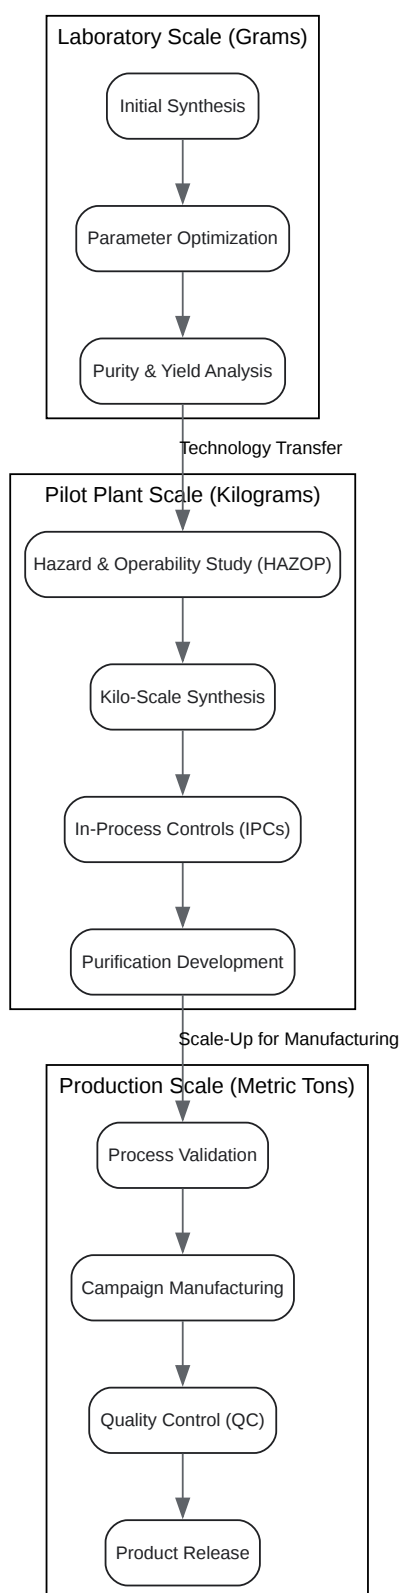 Laboratory Scale (Grams)
Initial Synthesis
Parameter Optimization
Purity & Yield Analysis
Technology Transfer
Pilot Plant Scale (Kilograms)
Hazard & Operability Study (HAZOP)
Kilo-Scale Synthesis
In-Process Controls (IPCs)
Purification Development
Scale-Up for Manufacturing
Production Scale (Metric Tons)
Process Validation
Campaign Manufacturing
Quality Control (QC)
Product Release